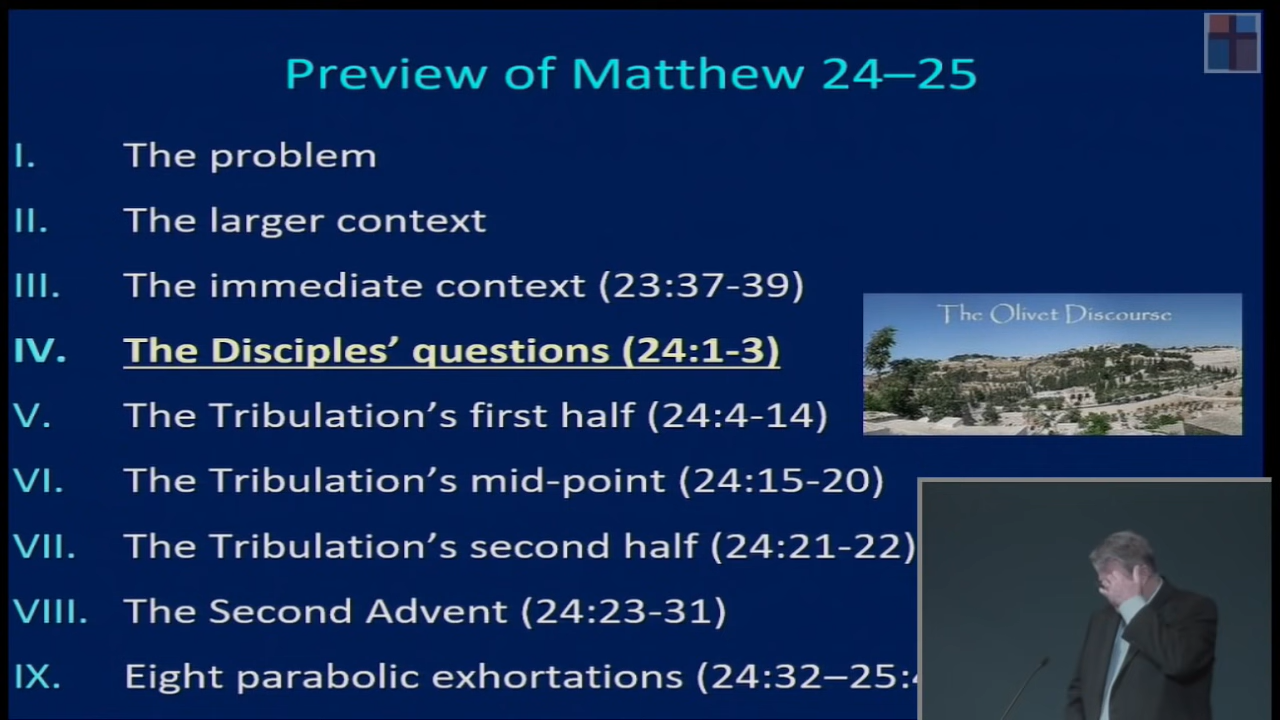 Preview of Matthew 24–25
I. The problem
II. The larger context
III. The immediate context (23:37-39)
The Olivet Discourse
IV. The Disciples’ questions (24:1-3)
V. The Tribulation’s first half (24:4-14)
VI. The Tribulation’s mid-point (24:15-20)
VII. The Tribulation’s second half (24:21-22)
VIII. The Second Advent (24:23-31)
IX. Eight parabolic exhortations (24:32–25: